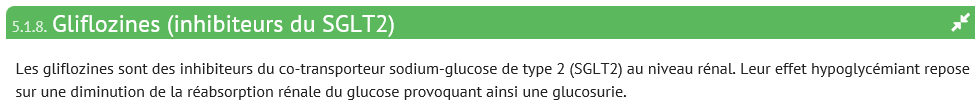 5.1.8. Gliflozines (inhibiteurs du SGLT2)
Les gliflozines sont des inhibiteurs du co-transporteur sodium-glucose de type 2 (SGLT2) au niveau rénal. Leur effet hypoglycémiant repose
sur une diminution de la réabsorption rénale du glucose provoquant ainsi une glucosurie.